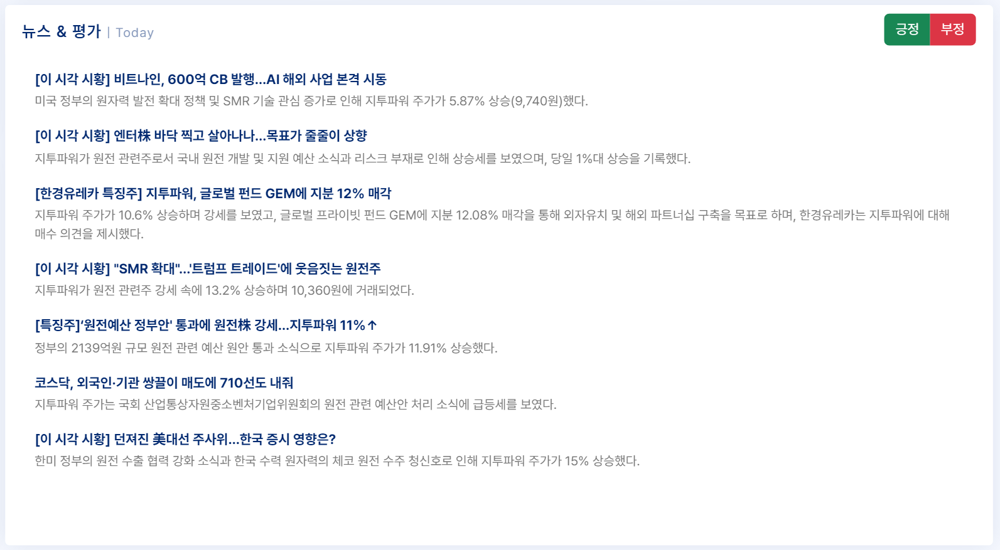 뉴스 & 평가 | Today
긍정 부정
[이 시각 시황] 비트나인, 600억 CB 발행...AI 해외 사업 본격 시동
미국 정부의 원자력 발전 확대 정책 및 SMR 기술 관심 증가로 인해 지투파워 주가가 5.87% 상승(9,740원)했다.
[이 시각 시황] 엔터株 바닥 찍고 살아나나...목표가 줄줄이 상향
지투파워가 원전 관련주로서 국내 원전 개발 및 지원 예산 소식과 리스크 부재로 인해 상승세를 보였으며, 당일 1%대 상승을 기록했다.
[한경유레카 특징주] 지투파워, 글로벌 펀드 GEM에 지분 12% 매각
지투파워 주가가 10.6% 상승하며 강세를 보였고, 글로벌 프라이빗 펀드 GEM에 지분 12.08% 매각을 통해 외자유치 및 해외 파트너십 구축을 목표로 하며, 한경유레카는 지투파워에 대해
매수 의견을 제시했다.
[이 시각 시황] "SMR 확대"...'트럼프 트레이드'에 웃음짓는 원전주
지투파워가 원전 관련주 강세 속에 13.2% 상승하며 10,360원에 거래되었다.
[특징주]‘원전예산 정부안' 통과에 원전株 강세...지투파워 11%↑
정부의 2139억원 규모 원전 관련 예산 원안 통과 소식으로 지투파워 주가가 11.91% 상승했다.
코스닥, 외국인·기관 쌍끌이 매도에 710선도 내줘
지투파워 주가는 국회 산업통상자원중소벤처기업위원회의 원전 관련 예산안 처리 소식에 급등세를 보였다.
[이 시각 시황] 던져진 美대선 주사위...한국 증시 영향은?
한미 정부의 원전 수출 협력 강화 소식과 한국 수력 원자력의 체코 원전 수주 청신호로 인해 지투파워 주가가 15% 상승했다.